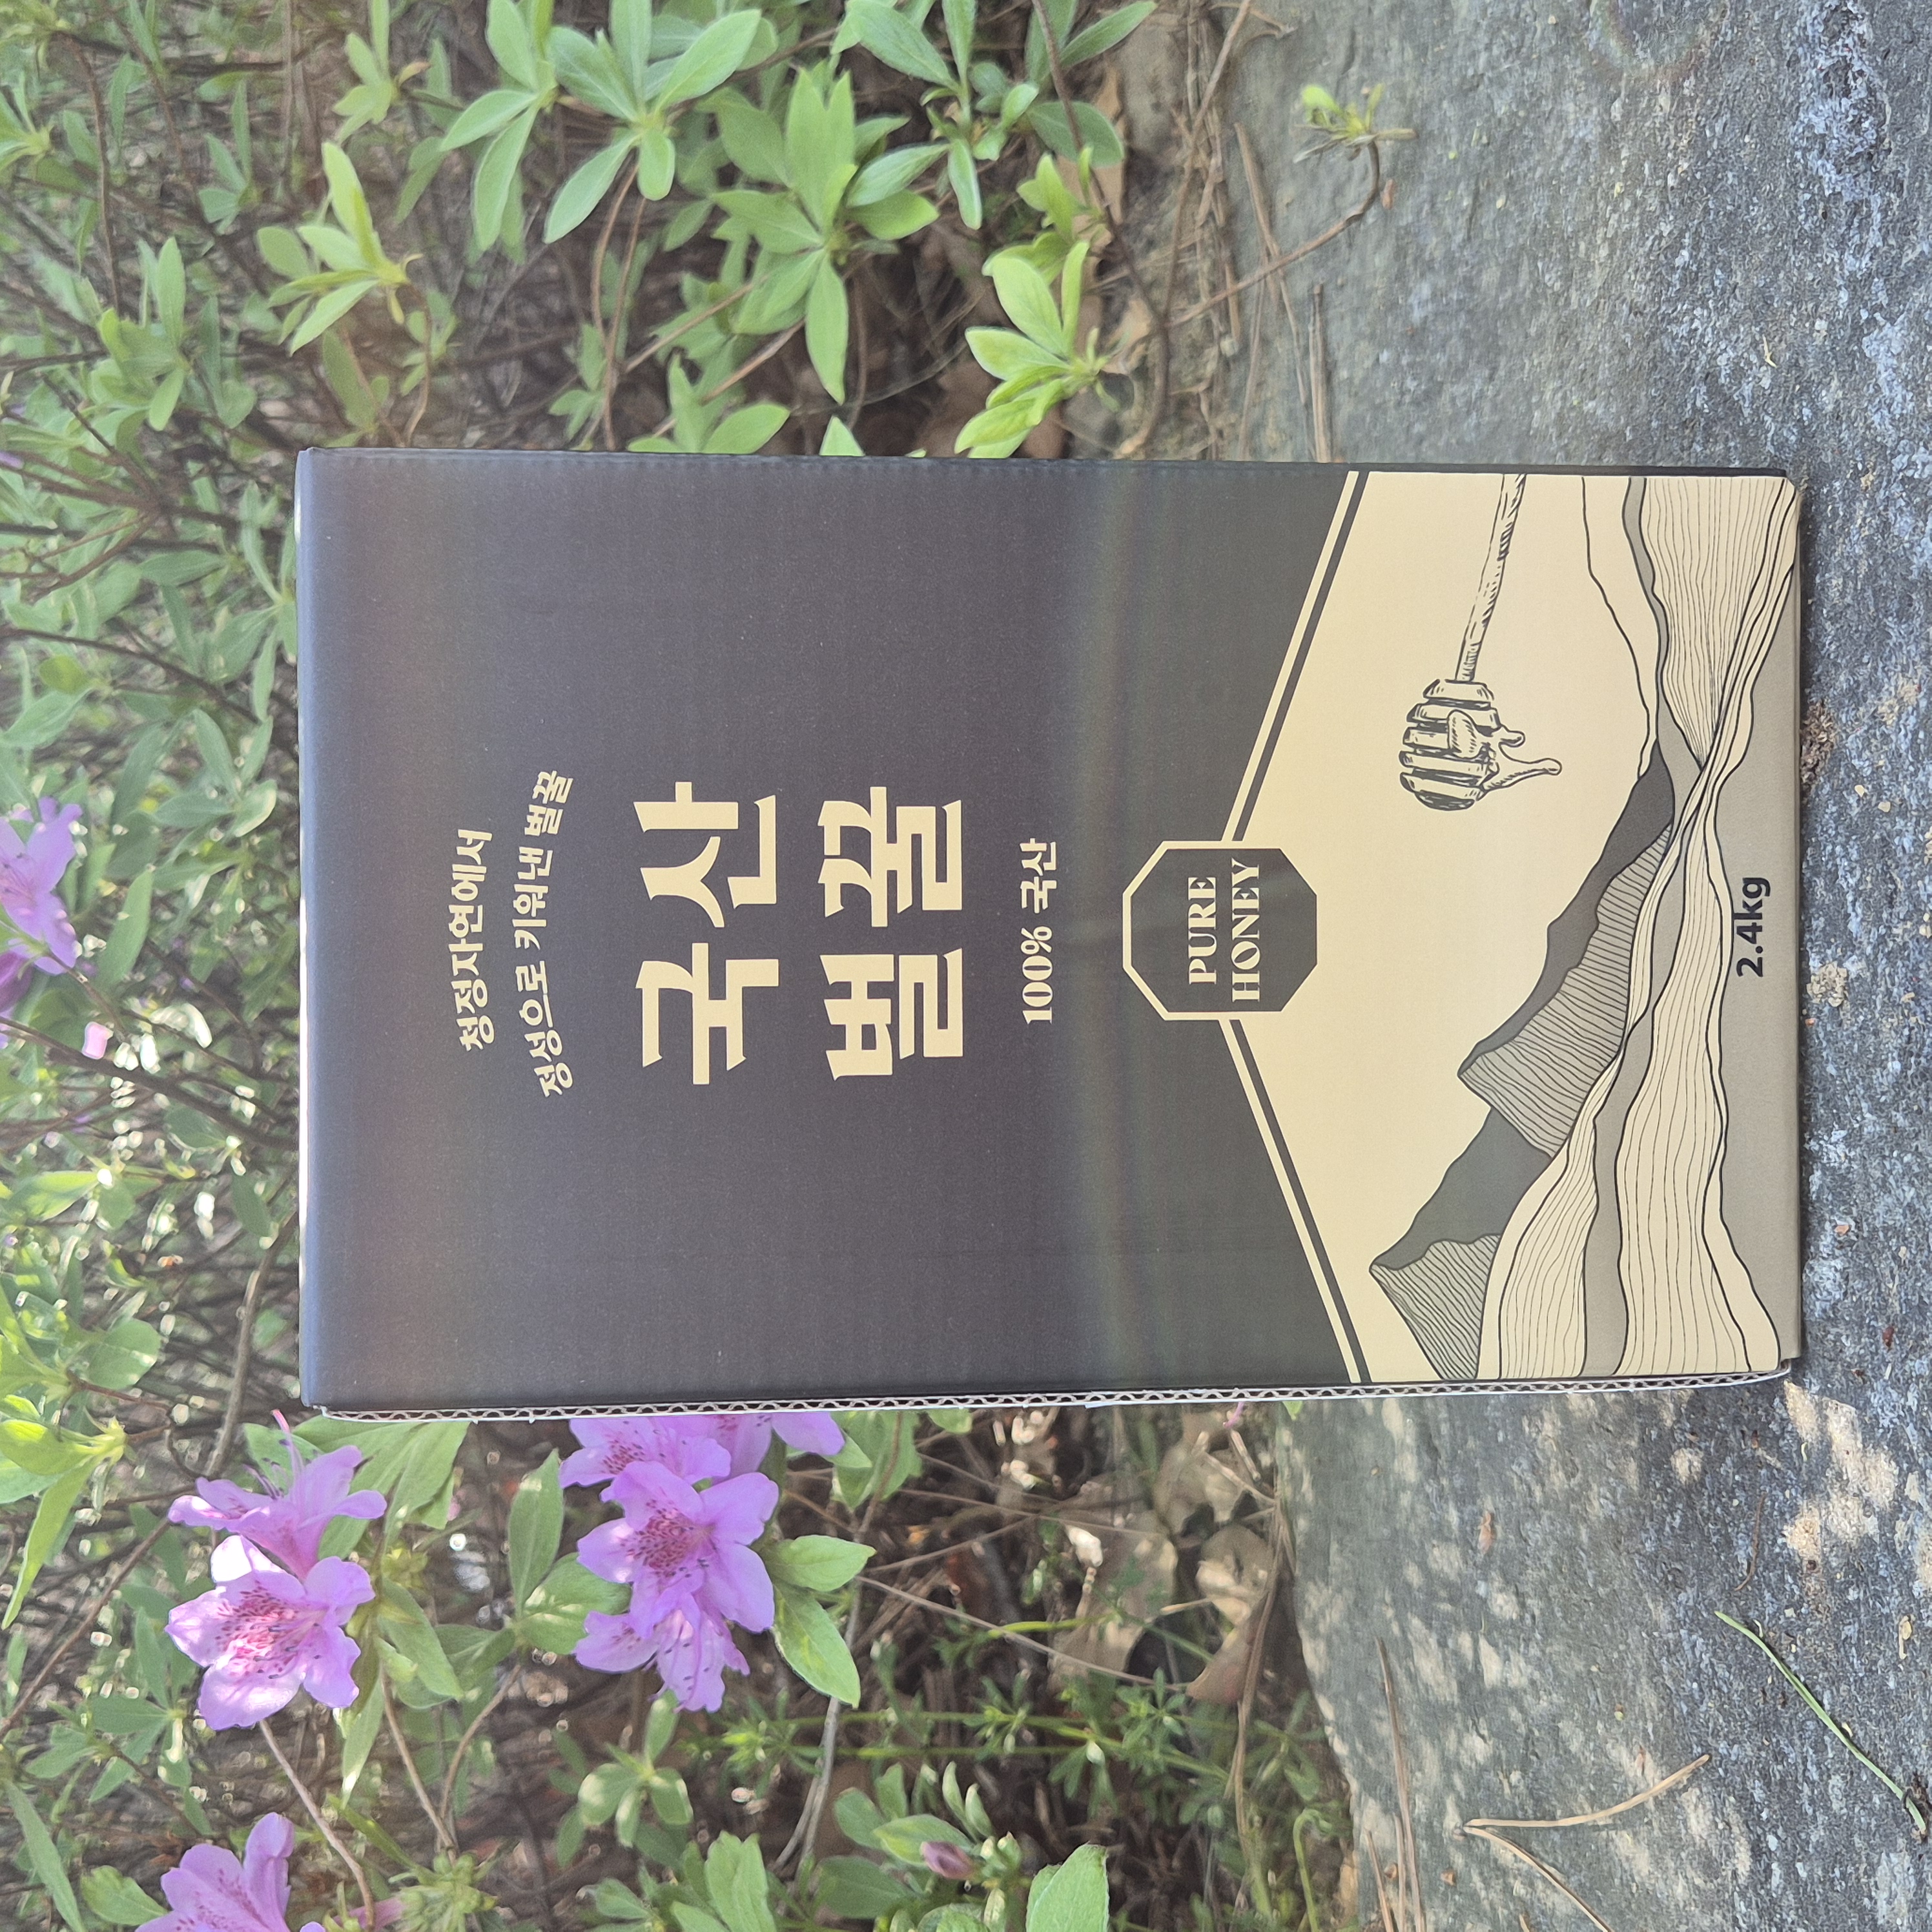 청정자연에서
정성으로 키워낸 벌꿀
국산
벌꿀
100% 국산
PURE
HONEY
2.4kg